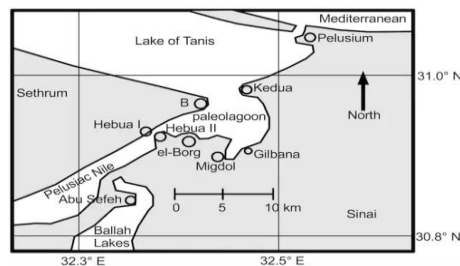 Mediterranean
Lake of Tanis
Pelusium
31.0° N
Kedua
Sethrum
B
paleolagoon
North
Hebua I
Hebua II
el-Borg
Gilbana
Migdol
Pelusiac Nile
Abu Sefeh
0 5 10 km
Sinai
Ballah
Lakes
30.8° N
32.3° E
32.5° E